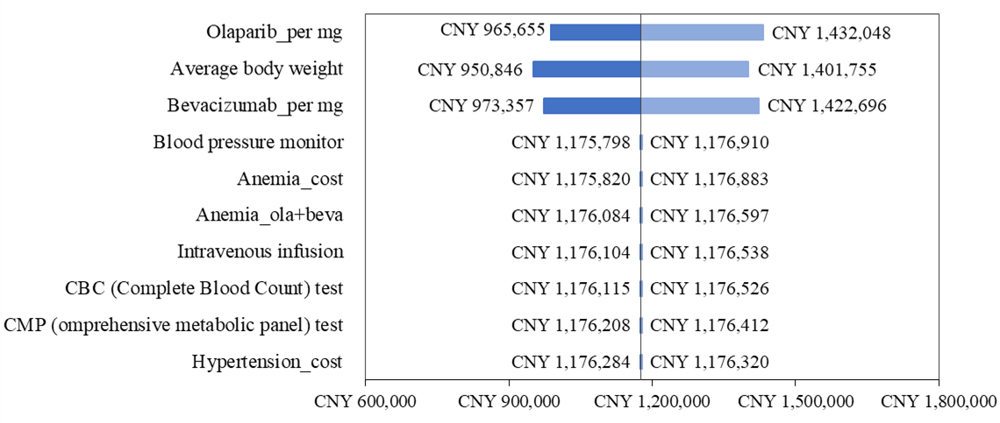 Olaparib_per mg CNY 965,655 CNY 1,432,048
Average body weight CNY 950,846 CNY 1,401,755
Bevacizumab_per mg CNY 973,357 CNY 1,422,696
Blood pressure monitor CNY 1,175,798 CNY 1,176,910
Anemia_cost CNY 1,175,820 CNY 1,176,883
Anemia_ola+beva CNY 1,176,084 CNY 1,176,597
Intravenous infusion CNY 1,176,104 CNY 1,176,538
CBC (Complete Blood Count) test CNY 1,176,115 CNY 1,176,526
CMP (omprehensive metabolic panel) test CNY 1,176,208 CNY 1,176,412
Hypertension_cost CNY 1,176,284 CNY 1,176,320
CNY 600,000 CNY 900,000 CNY 1,200,000 CNY 1,500,000 CNY 1,800,000